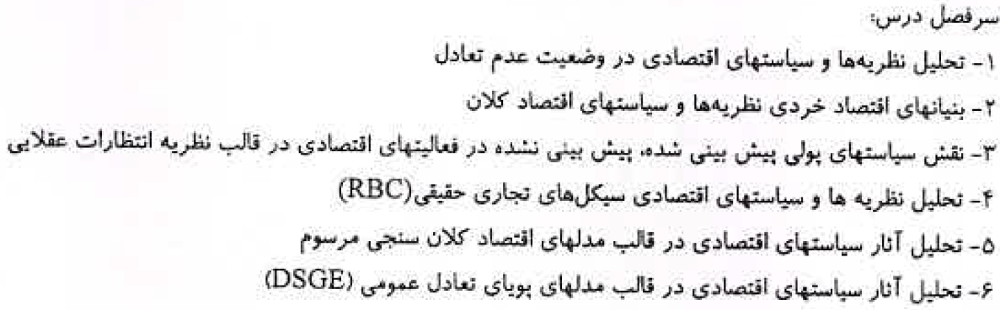 سرفصل درس:
۱- تحلیل نظریه‌ها و سیاستهای اقتصادی در وضعیت عدم تعادل
۲- بنیانهای اقتصاد خردی نظریه‌ها و سیاستهای اقتصاد کلان
۳- نقش سیاستهای پولی پیش بینی شده، پیش بینی نشده در فعالیتهای اقتصادی در قالب نظریه انتظارات عقلایی
۴- تحلیل نظریه ها و سیاستهای اقتصادی سیکل‌های تجاری حقیقی(RBC)
۵- تحلیل آثار سیاستهای اقتصادی در قالب مدلهای اقتصاد کلان سنجی مرسوم
۶- تحلیل آثار سیاستهای اقتصادی در قالب مدلهای پویای تعادل عمومی (DSGE)